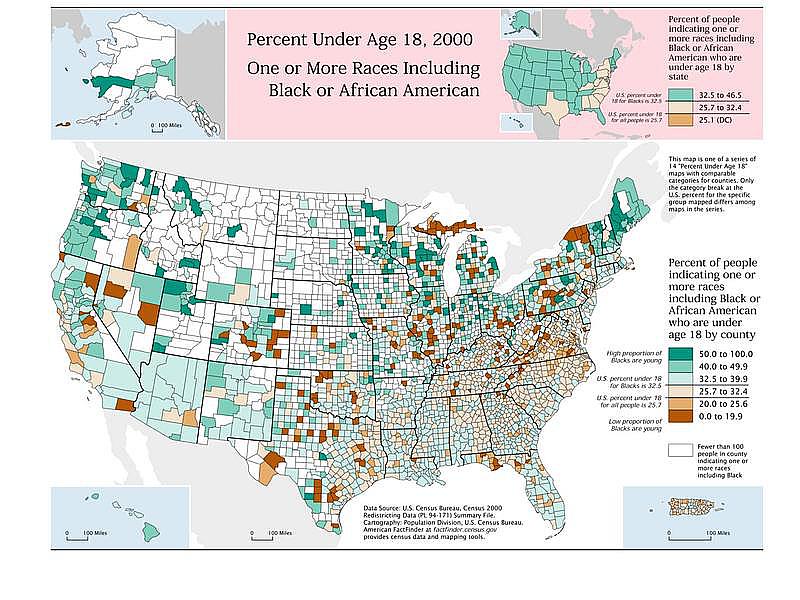 Percent Under Age 18, 2000
One or More Races Including
Black or African American
0 100 Miles
Percent of people
indicating one or
more races including
Black or African
American who are
under age 18 by
state
U.S. percent under
18 for Blacks is 32.5
U.S. percent under 18
for all people is 25.7
32.5 to 46.5
25.7 to 32.4
25.1 (DC)
This map is one of a series of
14 "Percent Under Age 18"
maps with comparable
categories for counties. Only
the category break at the
U.S. percent for the specific
group mapped differs among
maps in the series.
Percent of people
indicating one or
more races
including Black or
African American
who are under
age 18 by county
High proportion of
Blacks are young
U.S. percent under 18
for Blacks is 32.5
U.S. percent under 18
for all people is 25.7
Low proportion of
Blacks are young
50.0 to 100.0
40.0 to 49.9
32.5 to 39.9
25.7 to 32.4
20.0 to 25.6
0.0 to 19.9
Fewer than 100
people in county
indicating one or
more races
including Black
Data Source: U.S. Census Bureau, Census 2000
Redistricting Data (PL 94-171) Summary File.
Cartography: Population Division, U.S. Census Bureau.
American FactFinder at factfinder.census.gov
provides census data and mapping tools.
0 100 Miles
0 100 Miles
0 100 Miles